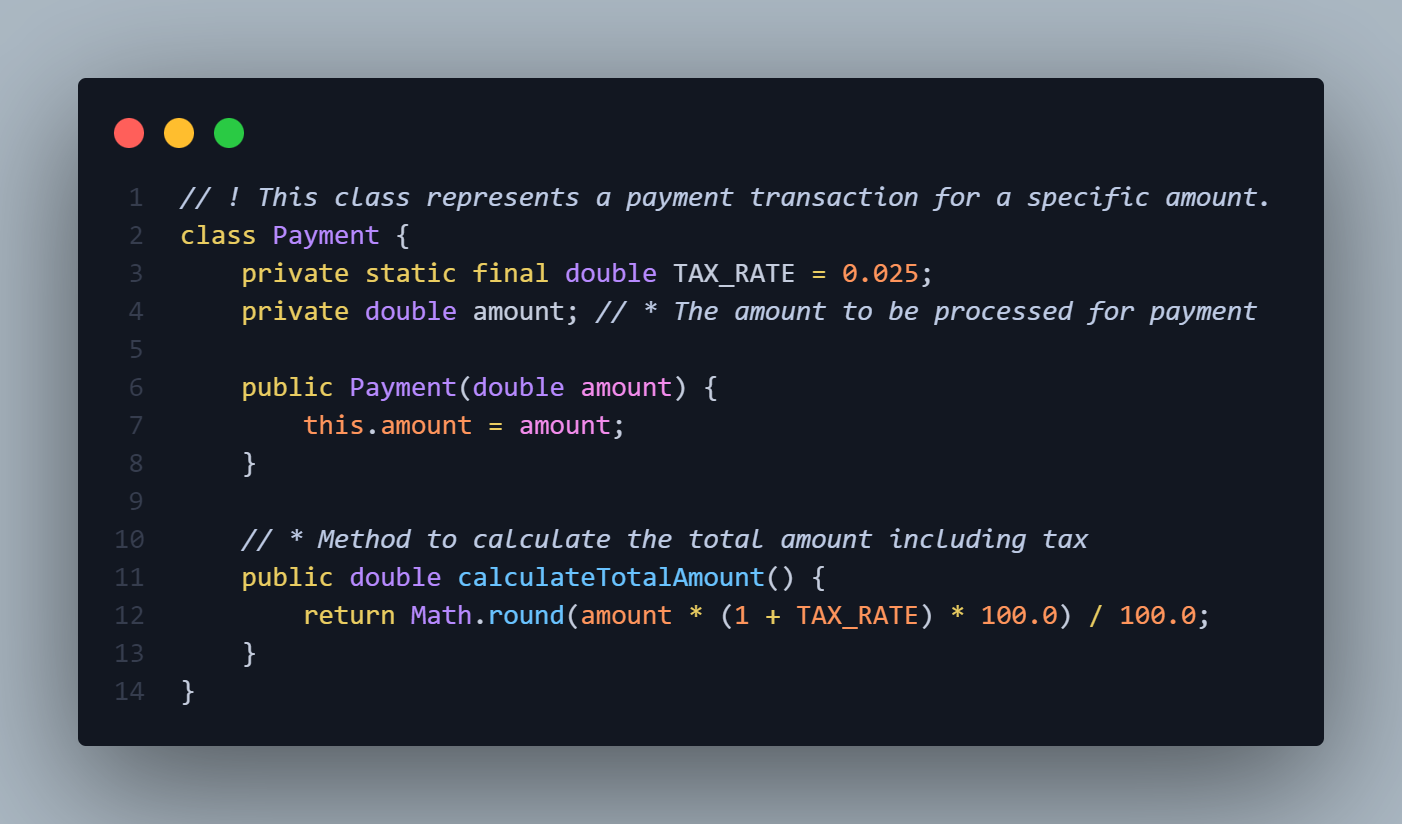 1 // ! This class represents a payment transaction for a specific amount.
2 class Payment {
3     private static final double TAX_RATE = 0.025;
4     private double amount; // * The amount to be processed for payment
5
6     public Payment(double amount) {
7         this.amount = amount;
8     }
9
10     // * Method to calculate the total amount including tax
11     public double calculateTotalAmount() {
12         return Math.round(amount * (1 + TAX_RATE) * 100.0) / 100.0;
13     }
14 }